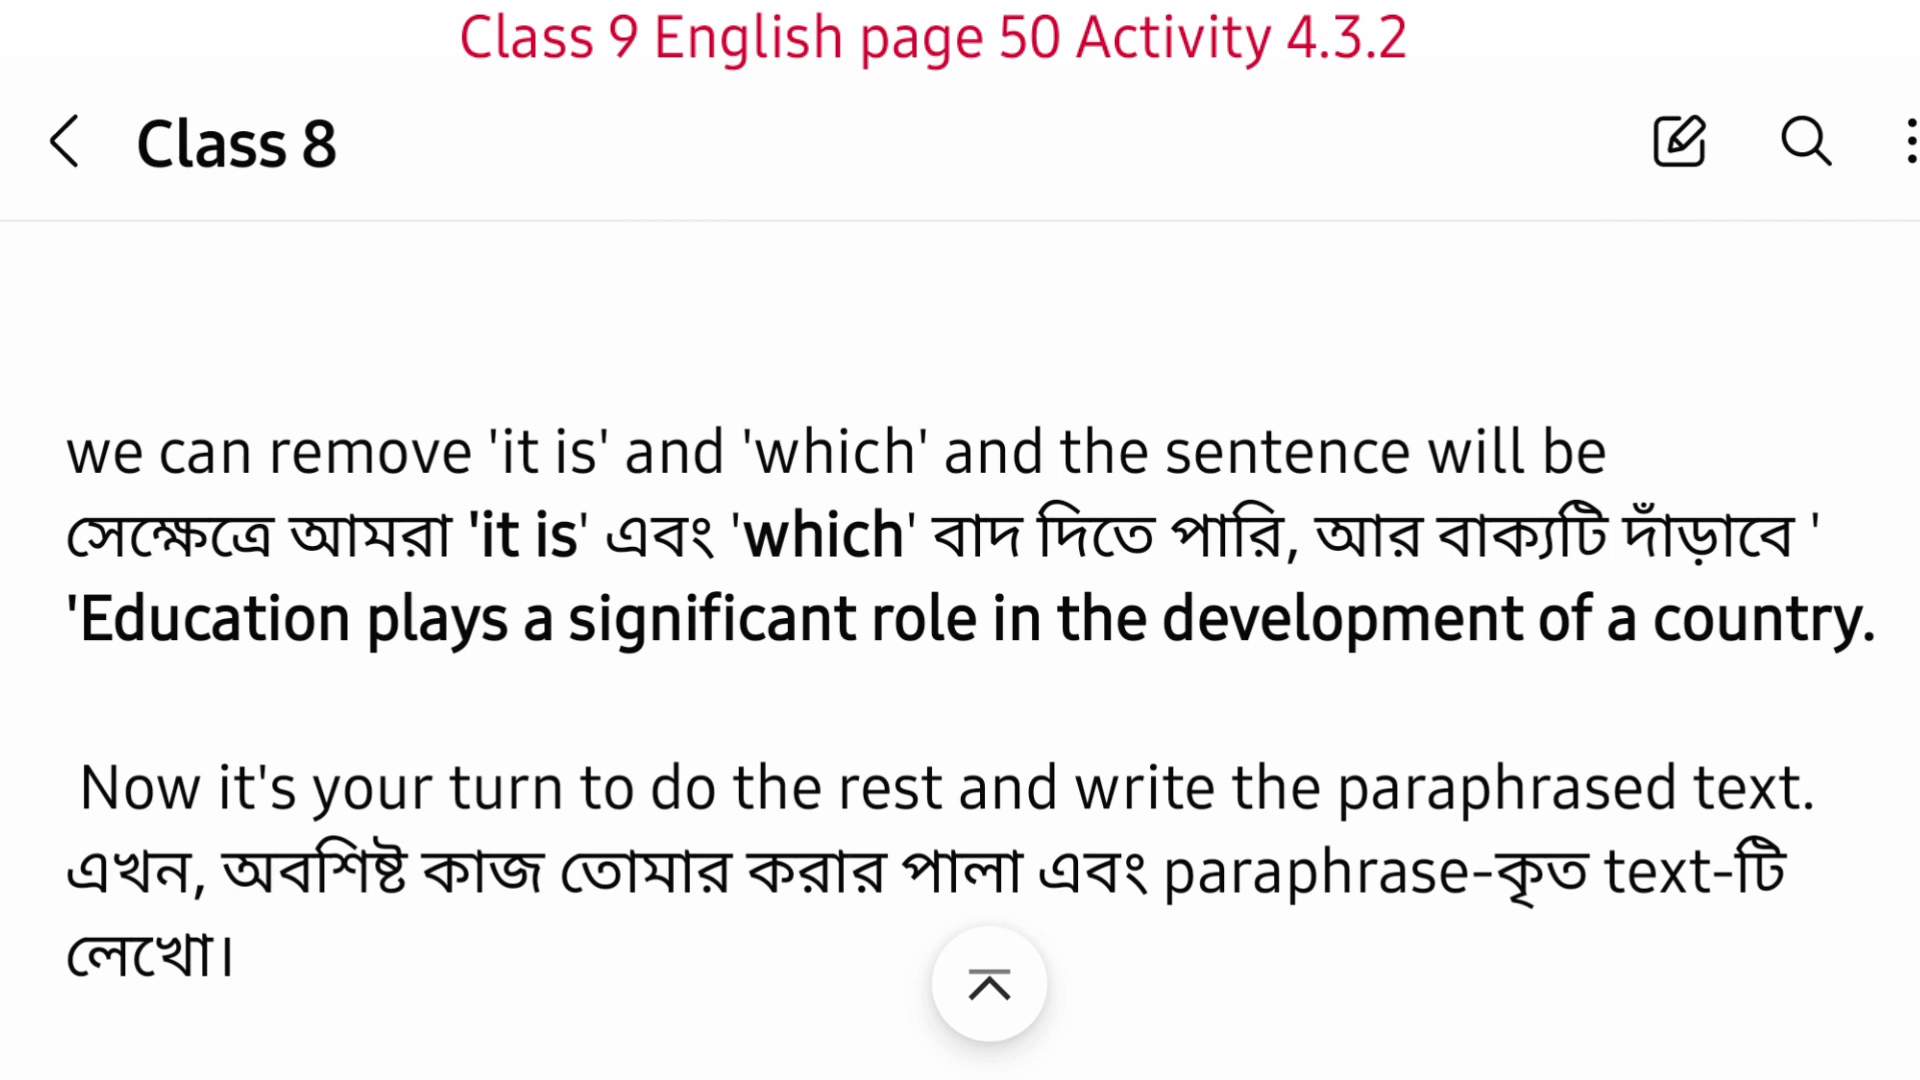 Class 9 English page 50 Activity 4.3.2
Class 8
we can remove 'it is' and 'which' and the sentence will be
সেক্ষেত্রে আমরা 'it is' এবং 'which' বাদ দিতে পারি, আর বাক্যটি দাঁড়াবে '
'Education plays a significant role in the development of a country.
Now it's your turn to do the rest and write the paraphrased text.
এখন, অবশিষ্ট কাজ তোমার করার পালা এবং paraphrase-কৃত text-টি
লেখো।